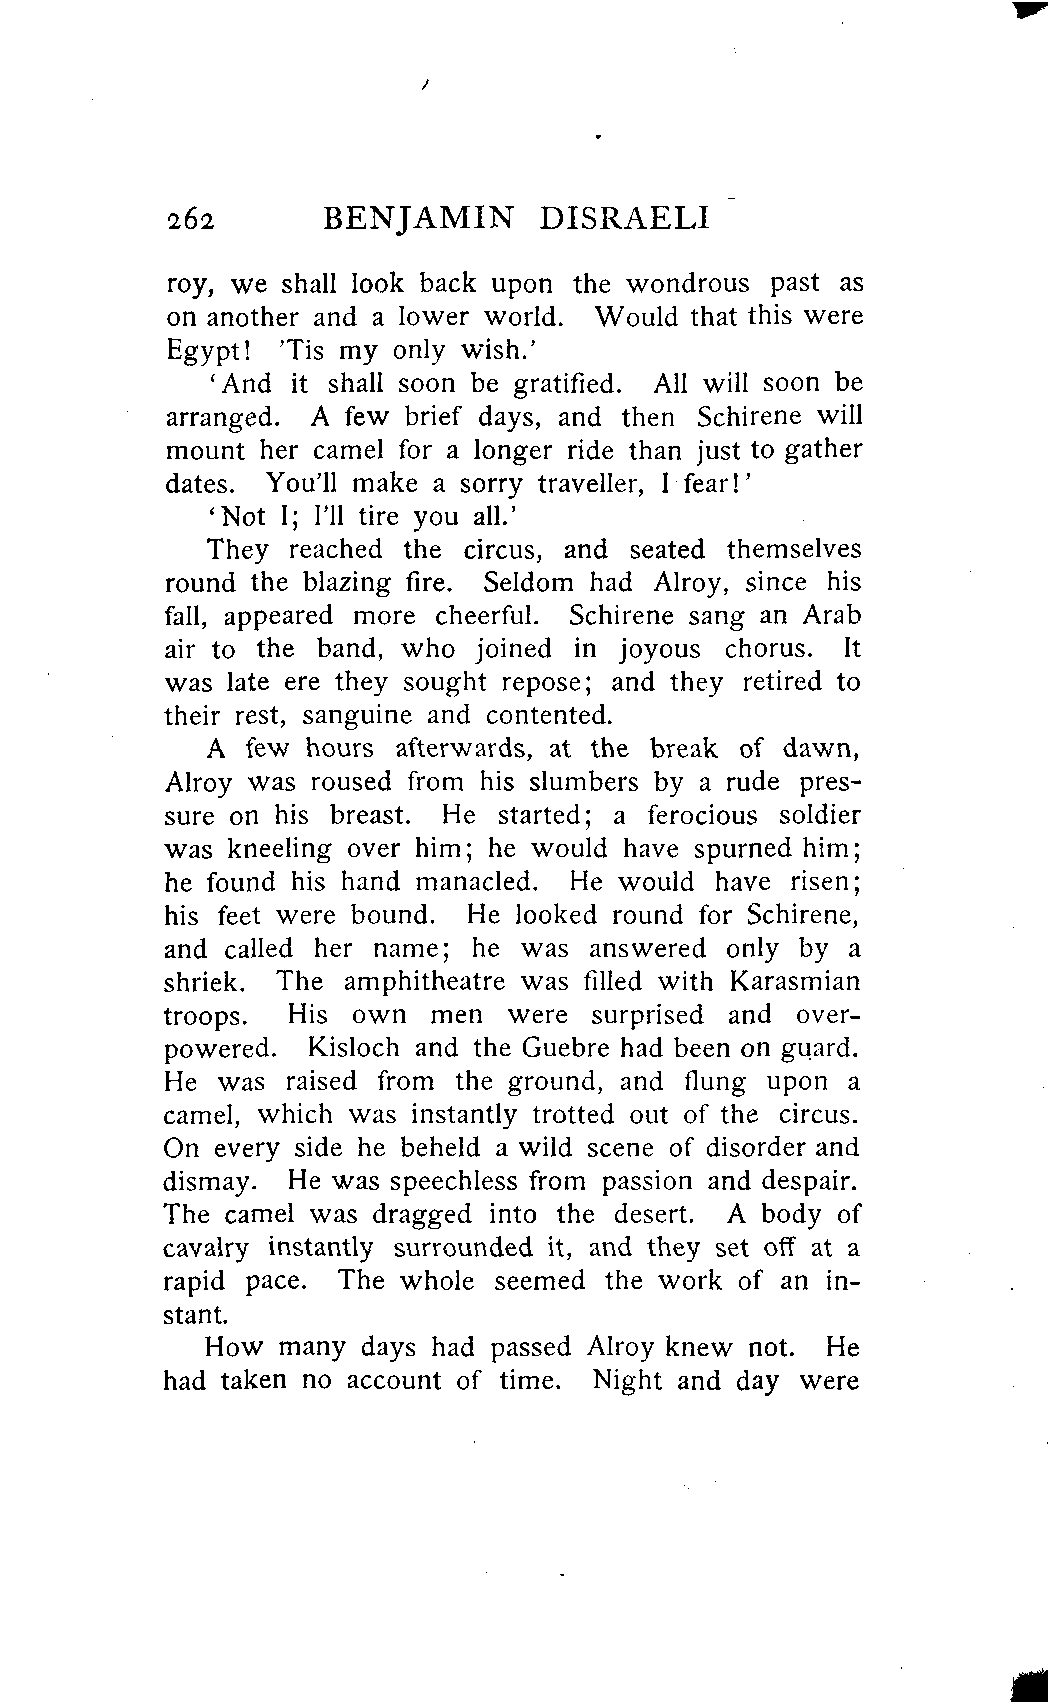 262 BENJAMIN DISRAELI
roy, we shall look back upon the wondrous past as
on another and a lower world. Would that this were
Egypt! 'Tis my only wish.'
'And it shall soon be gratified. All will soon be
arranged. A few brief days, and then Schirene will
mount her camel for a longer ride than just to gather
dates. You'll make a sorry traveller, I fear!'
'Not I; I'll tire you all.'
They reached the circus, and seated themselves
round the blazing fire. Seldom had Alroy, since his
fall, appeared more cheerful. Schirene sang an Arab
air to the band, who joined in joyous chorus. It
was late ere they sought repose; and they retired to
their rest, sanguine and contented.
A few hours afterwards, at the break of dawn,
Alroy was roused from his slumbers by a rude pres-
sure on his breast. He started; a ferocious soldier
was kneeling over him; he would have spurned him;
he found his hand manacled. He would have risen;
his feet were bound. He looked round for Schirene,
and called her name; he was answered only by a
shriek. The amphitheatre was filled with Karasmian
troops. His own men were surprised and over-
powered. Kisloch and the Guebre had been on guard.
He was raised from the ground, and flung upon a
camel, which was instantly trotted out of the circus.
On every side he beheld a wild scene of disorder and
dismay. He was speechless from passion and despair.
The camel was dragged into the desert. A body of
cavalry instantly surrounded it, and they set off at a
rapid pace. The whole seemed the work of an in-
stant.
How many days had passed Alroy knew not. He
had taken no account of time. Night and day were